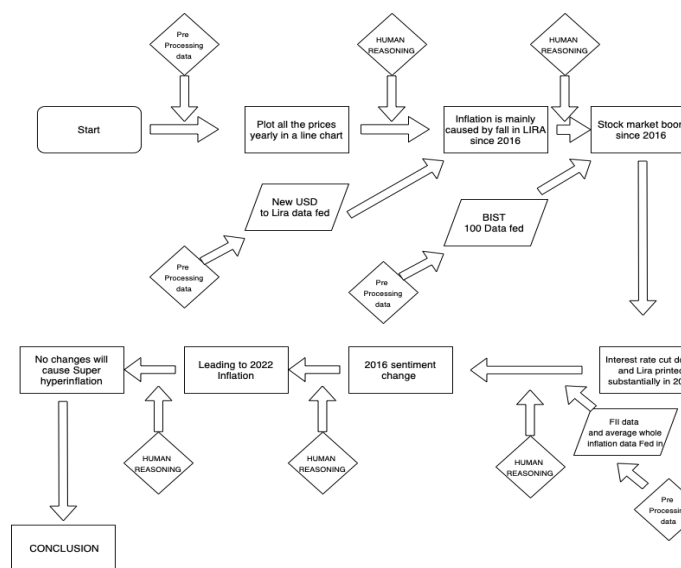 Pre
Processing
data
HUMAN
REASONING
HUMAN
REASONING
Start
Plot all the prices
yearly in a line chart
Inflation is mainly
caused by fall in LIRA
since 2016
Stock market boom
since 2016
New USD
to Lira data fed
BIST
100 Data fed
Pre
Processing
data
Pre
Processing
data
No changes will
cause Super
hyperinflation
Leading to 2022
Inflation
2016 sentiment
change
Interest rate cut
and Lira printed
substantially in
FII data
and average whole
inflation data Fed in
HUMAN
REASONING
HUMAN
REASONING
HUMAN
REASONING
Pre
Processing
data
CONCLUSION